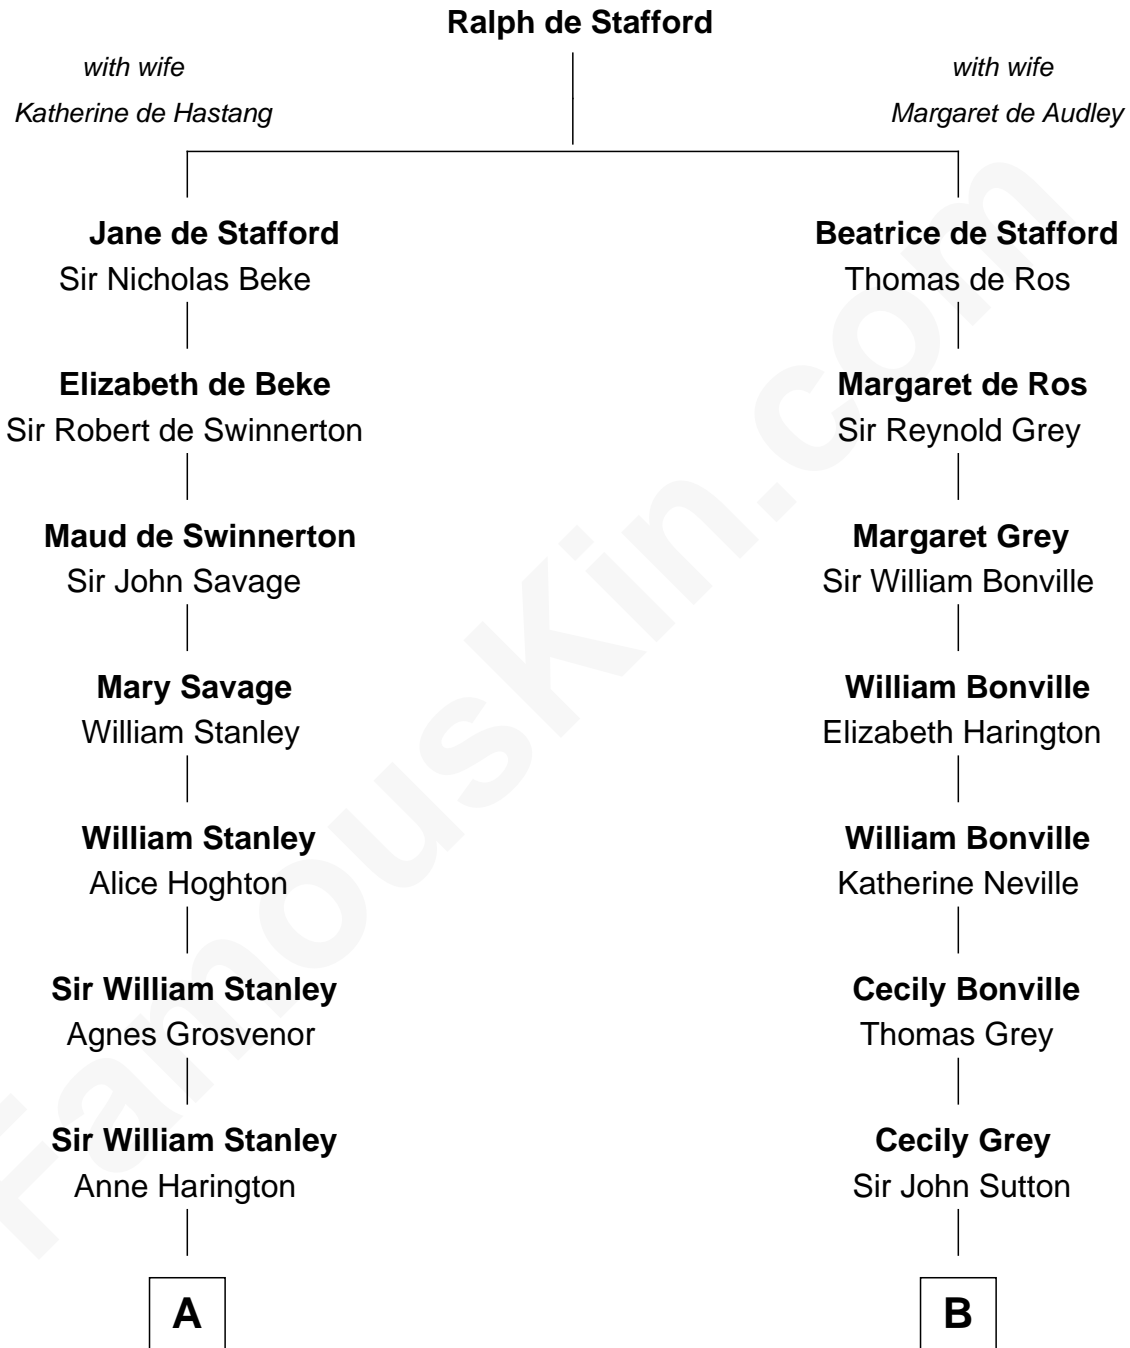 Ralph de Stafford
with wife
Katherine de Hastang
with wife
Margaret de Audley
Jane de Stafford
Sir Nicholas Beke
Beatrice de Stafford
Thomas de Ros
Elizabeth de Beke
Sir Robert de Swinnerton
Margaret de Ros
Sir Reynold Grey
Maud de Swinnerton
Sir John Savage
Margaret Grey
Sir William Bonville
Mary Savage
William Stanley
William Bonville
Elizabeth Harington
William Stanley
Alice Hoghton
William Bonville
Katherine Neville
Sir William Stanley
Agnes Grosvenor
Cecily Bonville
Thomas Grey
Sir William Stanley
Anne Harington
Cecily Grey
Sir John Sutton
A
B
FamousKin.com